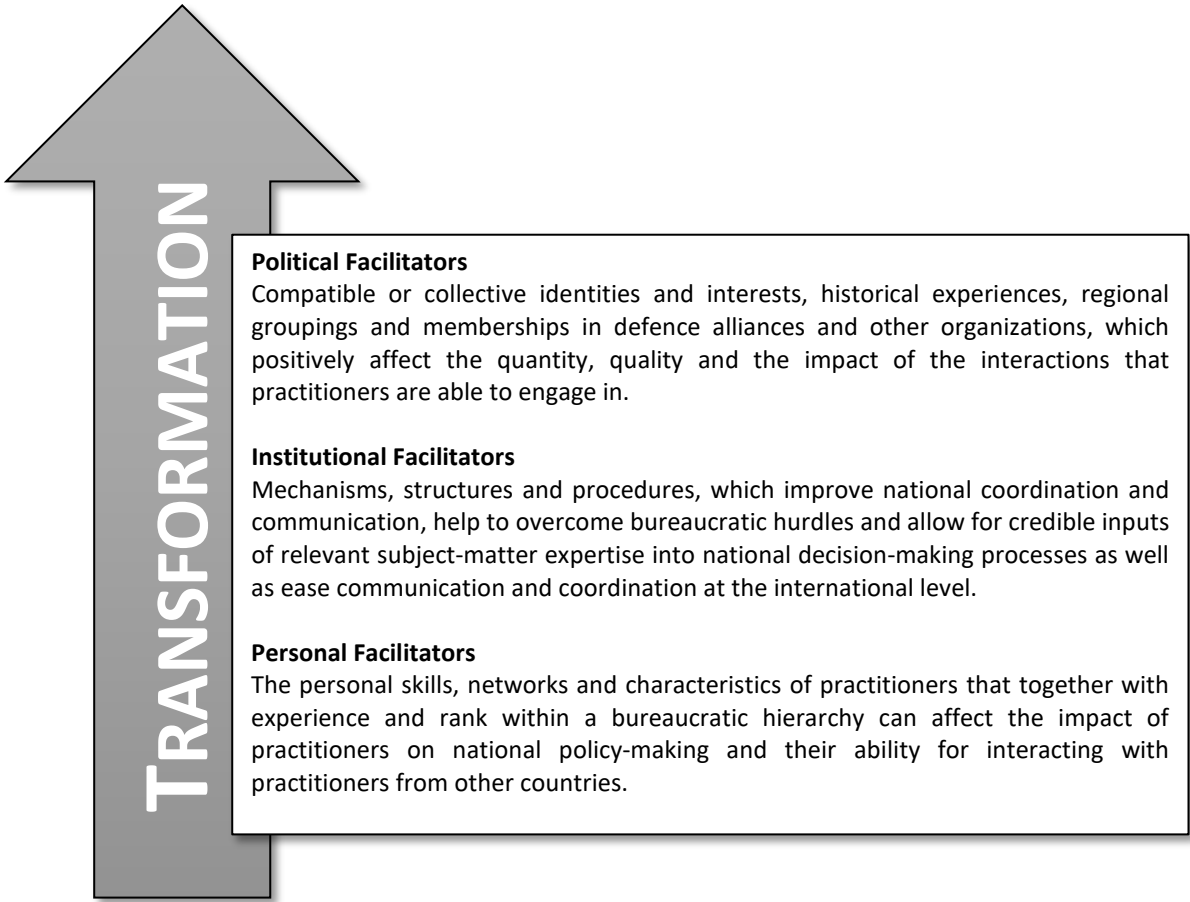 TRANSFORMATION
Political Facilitators
Compatible or collective identities and interests, historical experiences, regional
groupings and memberships in defence alliances and other organizations, which
positively affect the quantity, quality and the impact of the interactions that
practitioners are able to engage in.
Institutional Facilitators
Mechanisms, structures and procedures, which improve national coordination and
communication, help to overcome bureaucratic hurdles and allow for credible inputs
of relevant subject-matter expertise into national decision-making processes as well
as ease communication and coordination at the international level.
Personal Facilitators
The personal skills, networks and characteristics of practitioners that together with
experience and rank within a bureaucratic hierarchy can affect the impact of
practitioners on national policy-making and their ability for interacting with
practitioners from other countries.